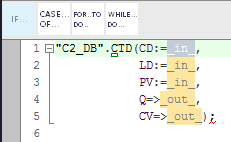 IF... CASE... OF... FOR...TO DO... WHILE... DO...
1 "C2_DB".CTD(CD:=_in_,
2 LD:=_in_,
3 PV:=_in_,
4 Q=>_out_,
5 CV=>_out_);
6